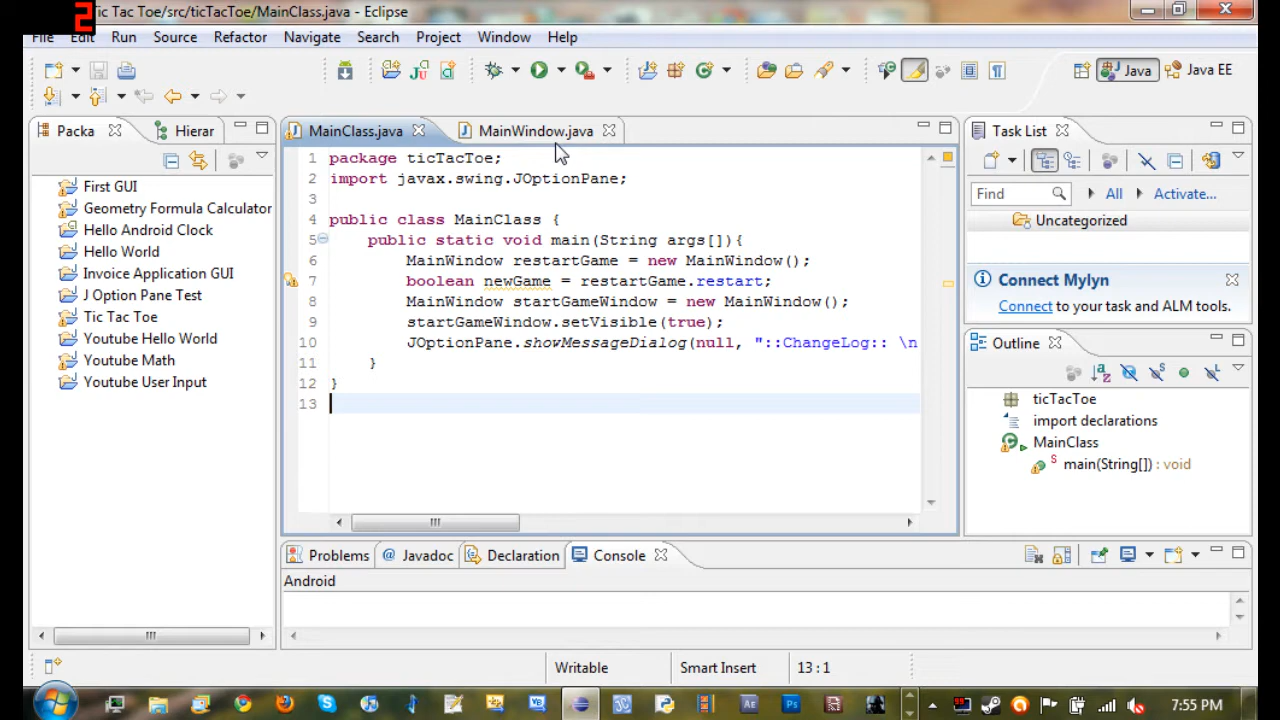 2
Tic Tac Toe/src/ticTacToe/MainClass.java - Eclipse
File Edit Run Source Refactor Navigate Search Project Window Help
Java
Java EE
Packa
Hierar
MainClass.java
MainWindow.java
Task List
First GUI
Geometry Formula Calculator
Hello Android Clock
Hello World
Invoice Application GUI
J Option Pane Test
Tic Tac Toe
Youtube Hello World
Youtube Math
Youtube User Input
1 package ticTacToe;
2 import javax.swing.JOptionPane;
3
4 public class MainClass {
5 public static void main(String args[]){
6 MainWindow restartGame = new MainWindow();
7 boolean newGame = restartGame.restart;
8 MainWindow startGameWindow = new MainWindow();
9 startGameWindow.setVisible(true);
10 JOptionPane.showMessageDialog(null, "::ChangeLog:: \n
11 }
12 }
13
Find
All
Activate...
Uncategorized
Connect Mylyn
Connect to your task and ALM tools.
Outline
ticTacToe
import declarations
MainClass
main(String[]) : void
Problems
@ Javadoc
Declaration
Console
Android
Writable
Smart Insert
13 : 1
7:55 PM